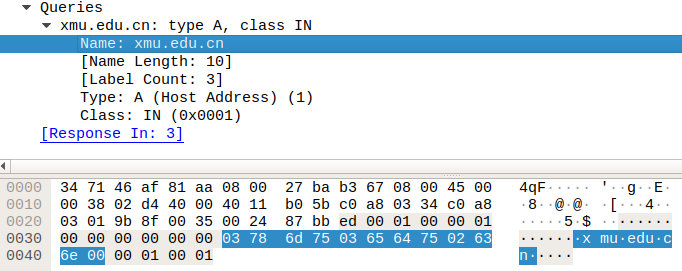 Queries
xmu.edu.cn: type A, class IN
Name: xmu.edu.cn
[Name Length: 10]
[Label Count: 3]
Type: A (Host Address) (1)
Class: IN (0x0001)
[Response In: 3]
0000 34 71 46 af 81 aa 08 00 27 ba b3 67 08 00 45 00 4qF·····'··g··E·
0010 00 38 02 d4 40 00 40 11 b0 5b c0 a8 03 34 c0 a8 ·8··@·@··[···4··
0020 03 01 9b 8f 00 35 00 24 87 bb ed 00 01 00 00 01 ·····5·$········
0030 00 00 00 00 00 00 03 78 6d 75 03 65 64 75 02 63 ·······x mu·edu·c
0040 6e 00 00 01 00 01 n·····